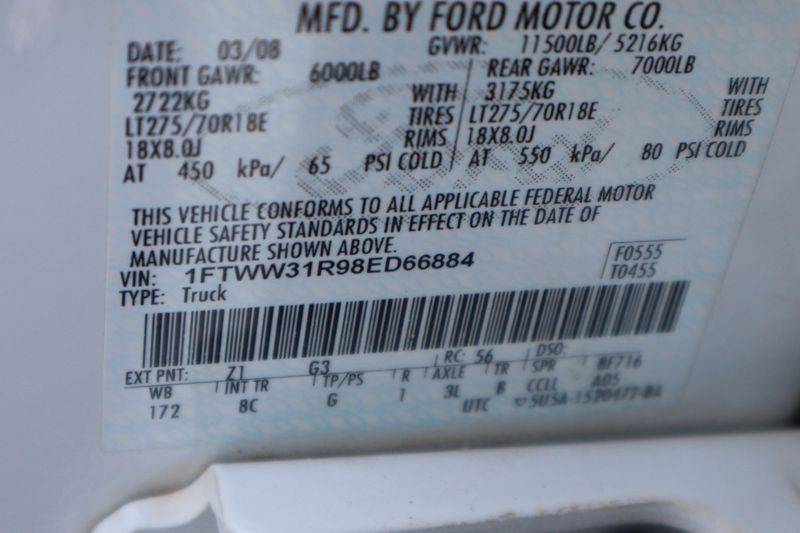 MFD. BY FORD MOTOR CO.
DATE: 03/08 GVWR: 11500LB/ 5216KG
FRONT GAWR: 6000LB REAR GAWR: 7000LB
2722KG WITH 3175KG WITH
LT275/70R18E TIRES LT275/70R18E TIRES
18X8.0J RIMS 18X8.0J RIMS
AT 450 kPa/ 65 PSI COLD AT 550 kPa/ 80 PSI COLD
THIS VEHICLE CONFORMS TO ALL APPLICABLE FEDERAL MOTOR
VEHICLE SAFETY STANDARDS IN EFFECT ON THE DATE OF
MANUFACTURE SHOWN ABOVE.
VIN: 1FTWW31R98ED66884 F0555
TYPE: Truck T0455
EXT PNT: Z1 G3 RC: 56 DSO:
WB INT TR TP/PS R AXLE TR SPR 8F716
172 8C G 1 3L B CCLL A05
UTC